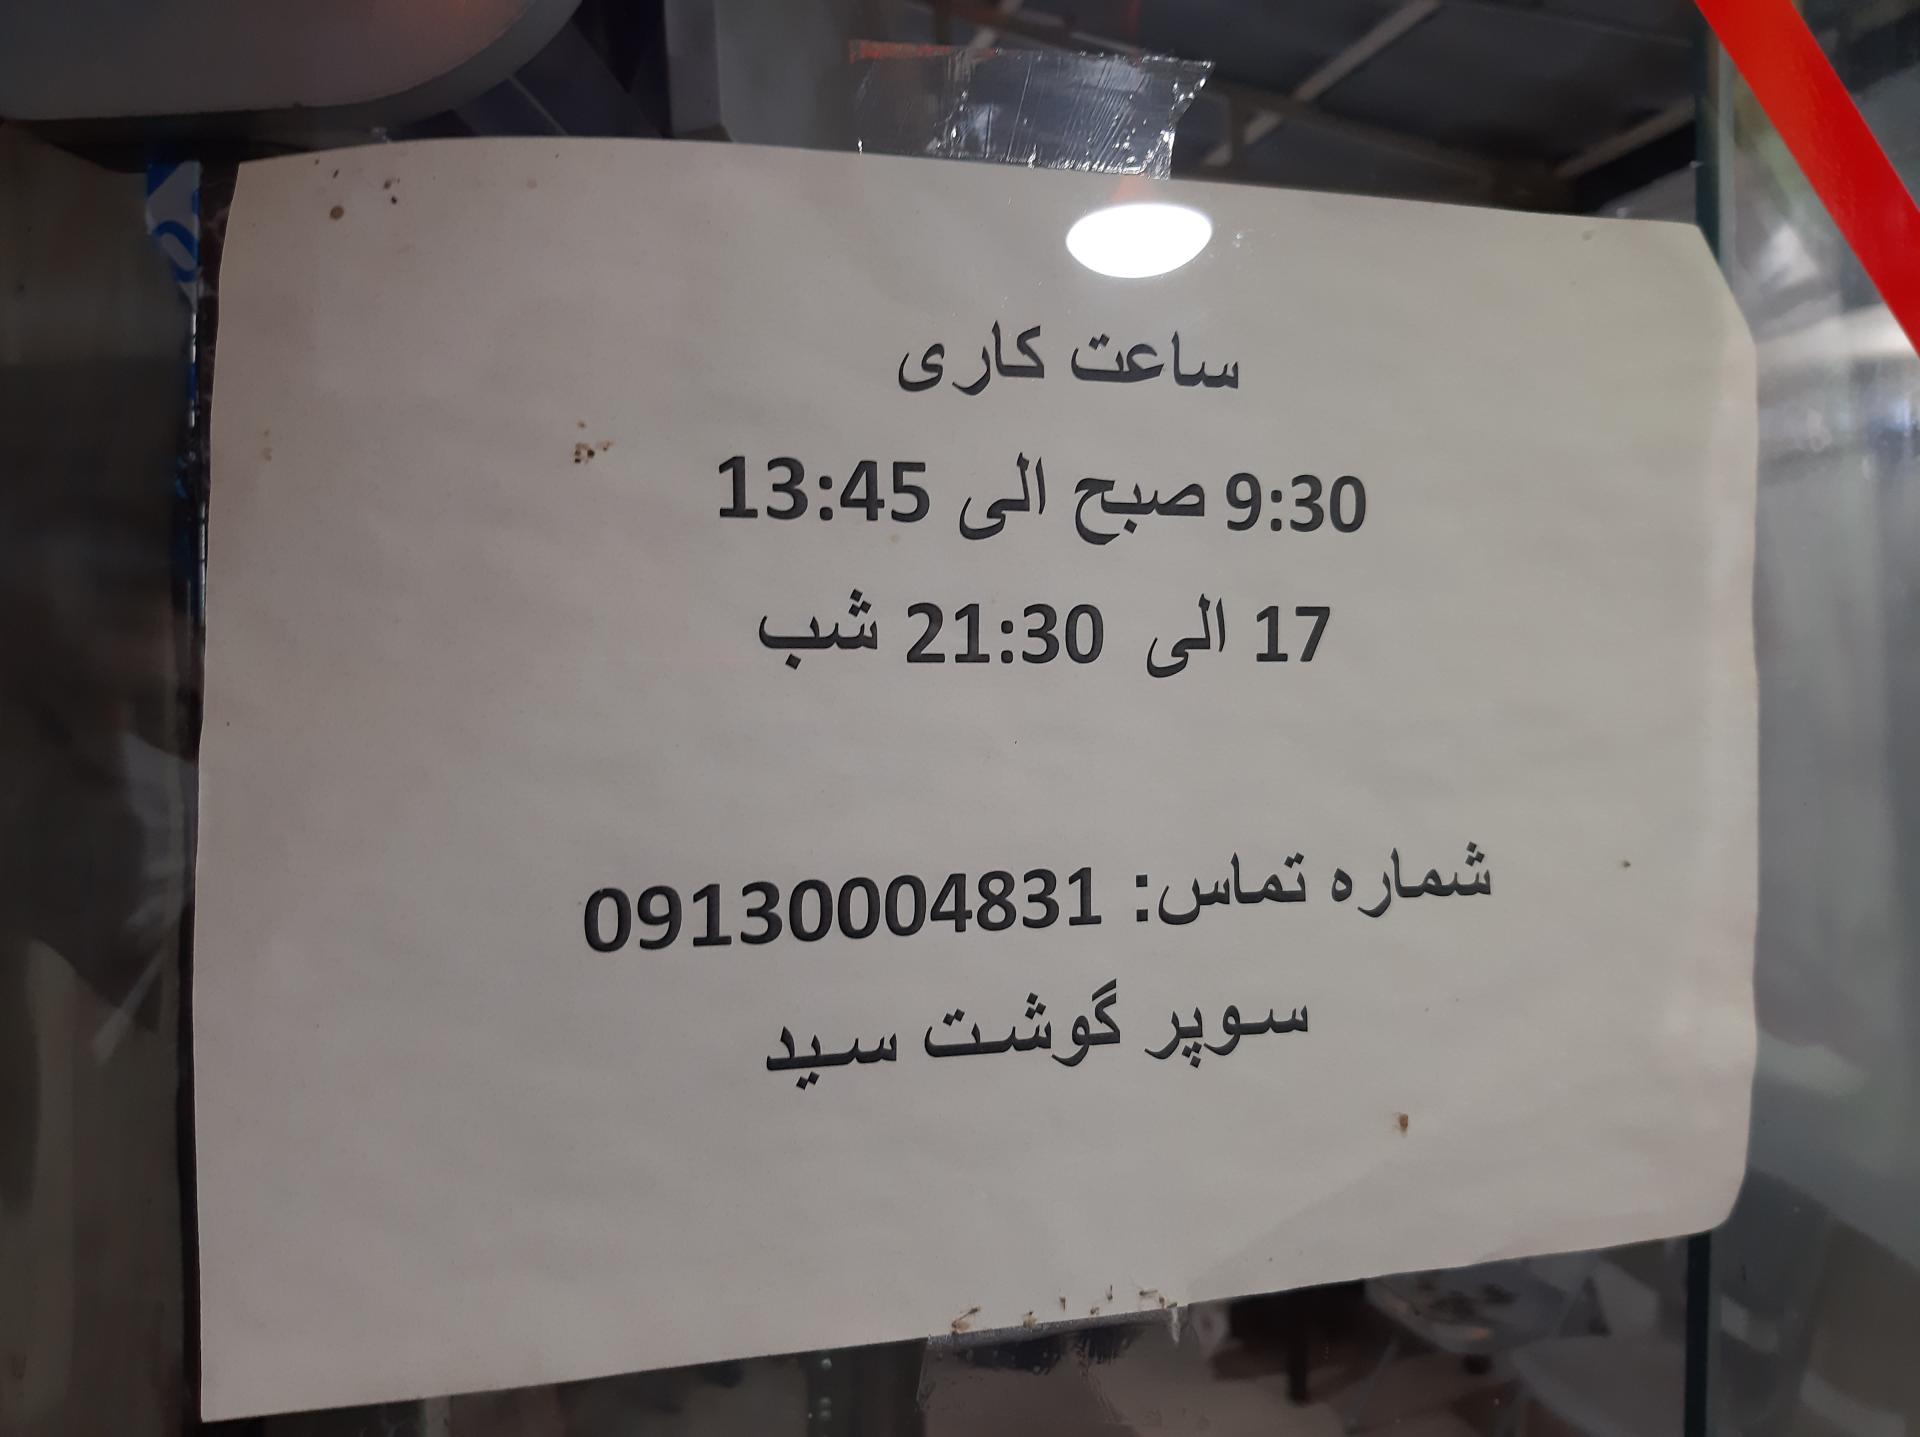 ساعت کاری
9:30 صبح الی 13:45
17 الی 21:30 شب
شماره تماس: 09130004831
سوپر گوشت سید